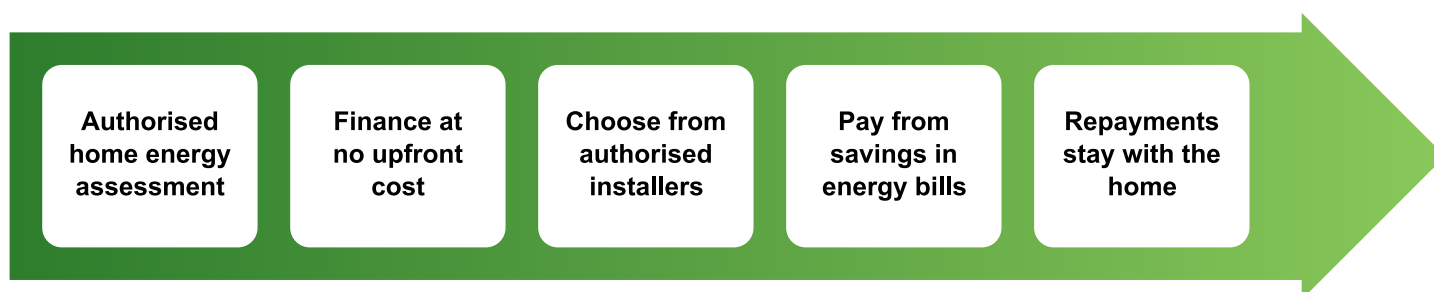 Authorised
home energy
assessment
Finance at
no upfront
cost
Choose from
authorised
installers
Pay from
savings in
energy bills
Repayments
stay with the
home